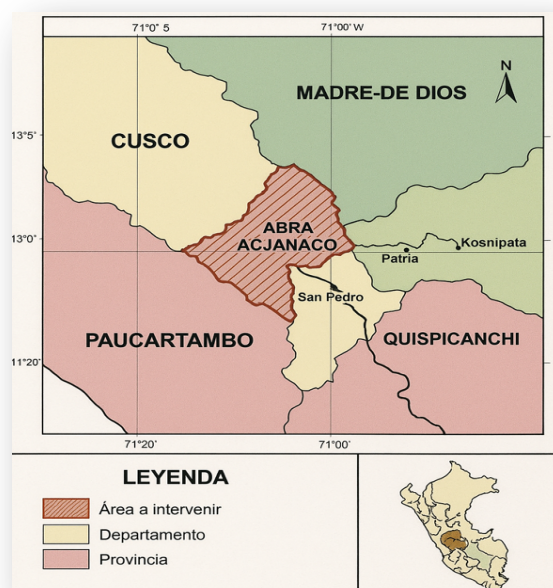 71°0´ 5
71°00´ W
MADRE-DE DIOS
N
13°5'
CUSCO
ABRA
ACJANACO
13°0'
Kosnipata
Patria
San Pedro
PAUCARTAMBO
QUISPICANCHI
11°20
71°20
71°00'
LEYENDA
Área a intervenir
Departamento
Provincia